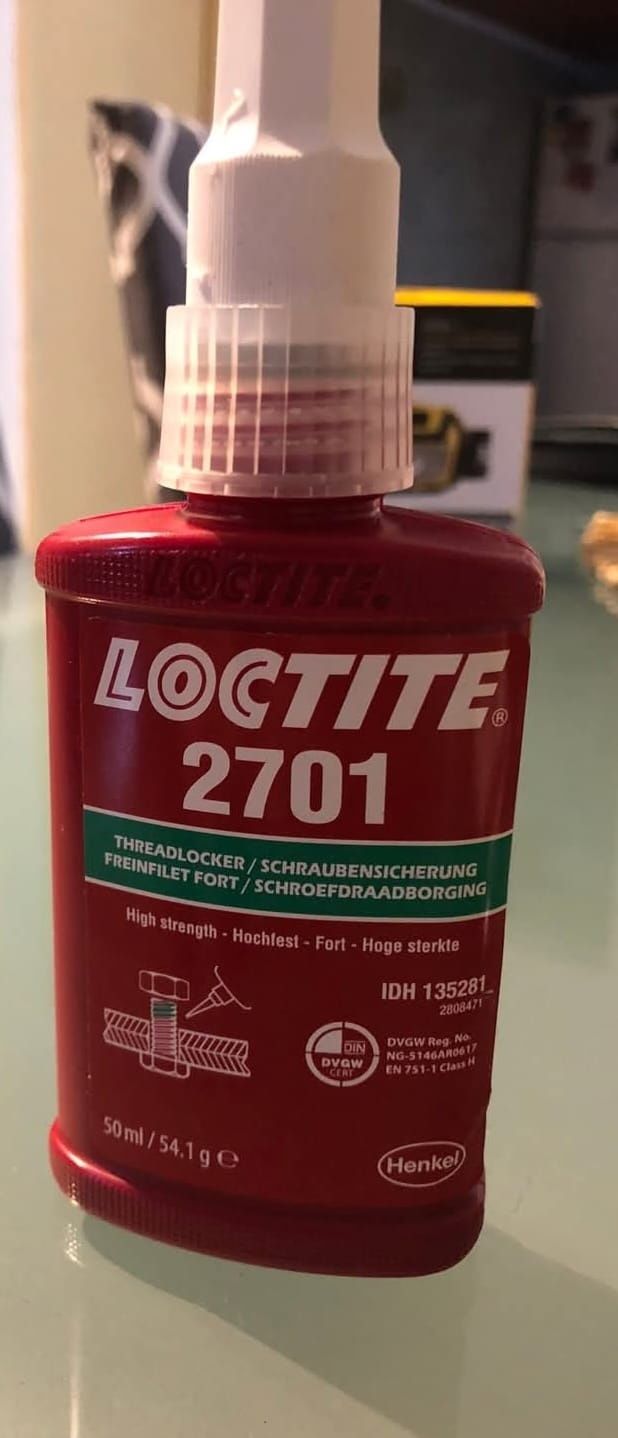 LOCTITE.
LOCTITE®
2701
THREADLOCKER / SCHRAUBENSICHERUNG
FREINFILET FORT / SCHROEFDRAADBORGING
High strength - Hochfest - Fort - Hoge sterkte
IDH 135281
2808471
DIN
DVGW
CERT
DVGW Reg. No.
NG-5146AR0617
EN 751-1 Class H
50 ml / 54.1 g ℮
Henkel